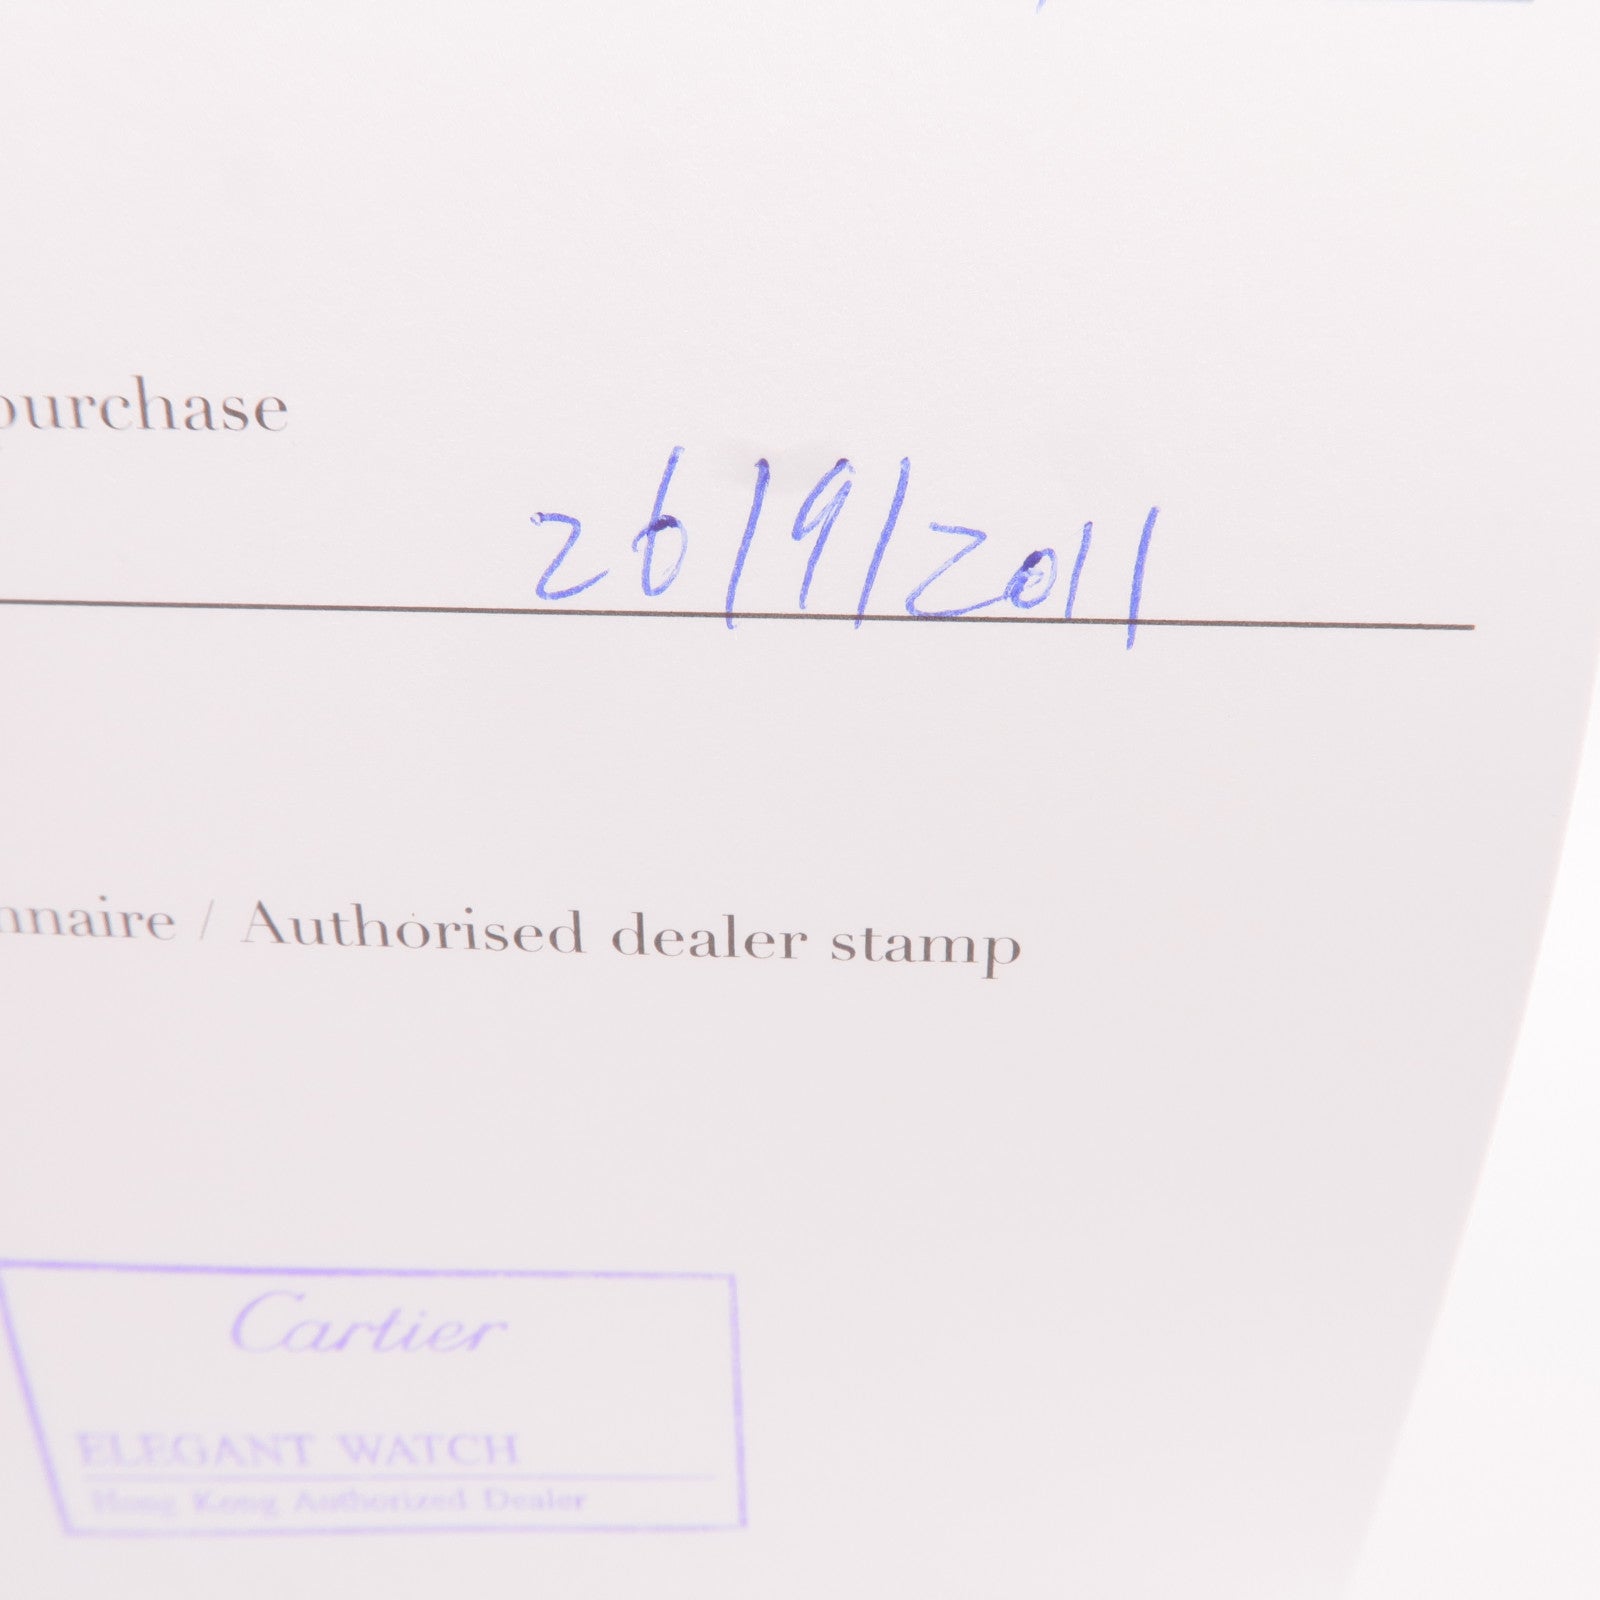 purchase
26/9/2011
nnaire / Authorised dealer stamp
Cartier
ELEGANT WATCH
Hong Kong Authorized Dealer